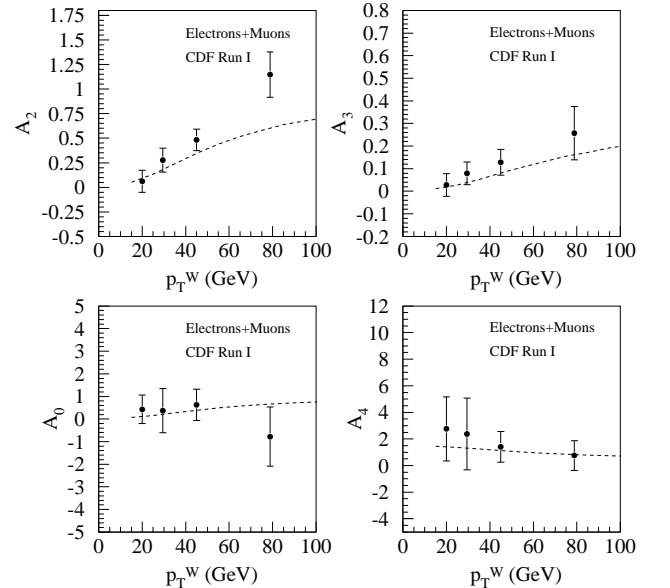 1.75
1.5
1.25
1
0.75
0.5
0.25
0
-0.25
-0.5
A2
Electrons+Muons
CDF Run I
0 20 40 60 80 100
pTW (GeV)
0.8
0.7
0.6
0.5
0.4
0.3
0.2
0.1
0
-0.1
-0.2
A3
Electrons+Muons
CDF Run I
0 20 40 60 80 100
pTW (GeV)
5
4
3
2
1
0
-1
-2
-3
-4
-5
A0
Electrons+Muons
CDF Run I
0 20 40 60 80 100
pTW (GeV)
12
10
8
6
4
2
0
-2
-4
A4
Electrons+Muons
CDF Run I
0 20 40 60 80 100
pTW (GeV)